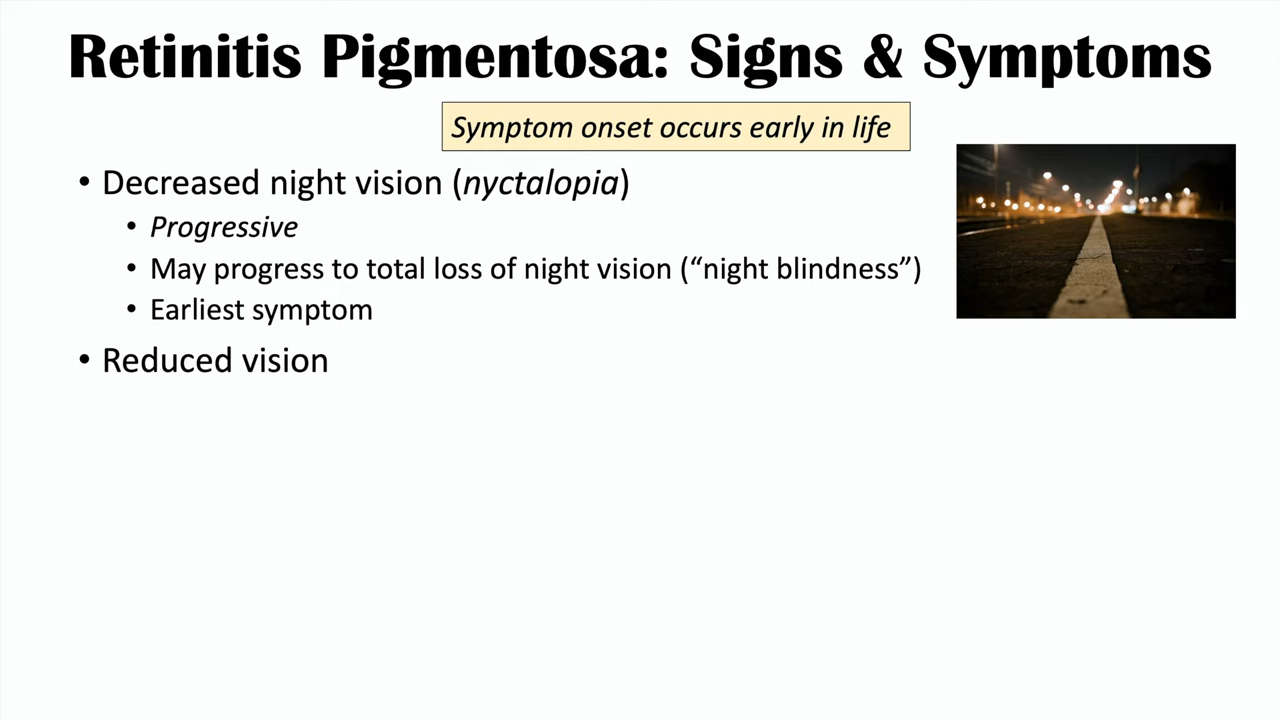 Retinitis Pigmentosa: Signs & Symptoms
Symptom onset occurs early in life
• Decreased night vision (nyctalopia)
• Progressive
• May progress to total loss of night vision (“night blindness”)
• Earliest symptom
• Reduced vision